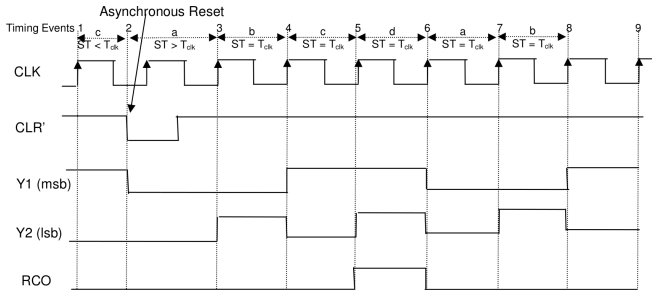 Asynchronous Reset
Timing Events 1 2 3 4 5 6 7 8 9
c a b c d a b
ST < Tclk ST > Tclk ST = Tclk ST = Tclk ST = Tclk ST = Tclk ST = Tclk
CLK
CLR'
Y1 (msb)
Y2 (lsb)
RCO